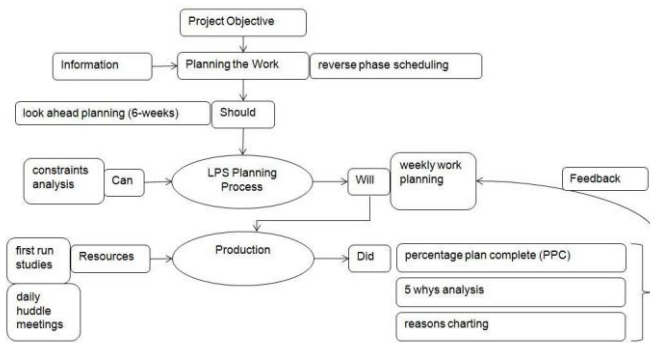 Project Objective
Information
Planning the Work
reverse phase scheduling
look ahead planning (6-weeks)
Should
constraints
analysis
Can
LPS Planning
Process
Will
weekly work
planning
Feedback
first run
studies
Resources
Production
Did
percentage plan complete (PPC)
daily
huddle
meetings
5 whys analysis
reasons charting